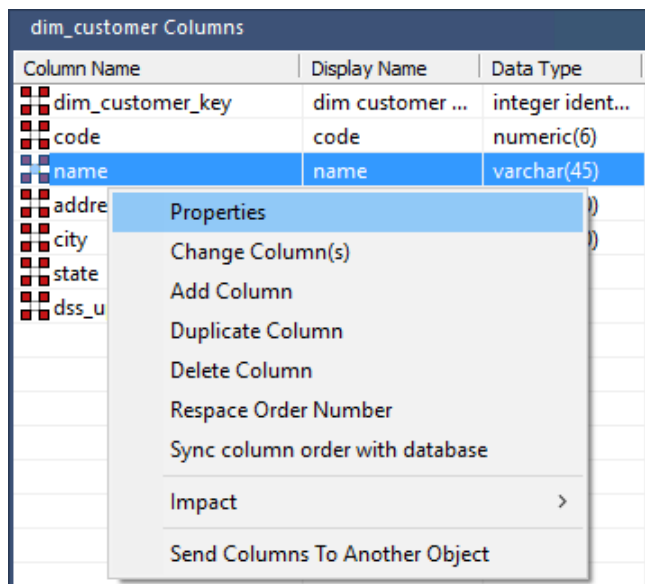 dim_customer Columns
Column Name Display Name Data Type
dim_customer_key dim customer ... integer ident...
code code numeric(6)
name name varchar(45)
addre
city
state
dss_u
Properties
Change Column(s)
Add Column
Duplicate Column
Delete Column
Respace Order Number
Sync column order with database
Impact
Send Columns To Another Object